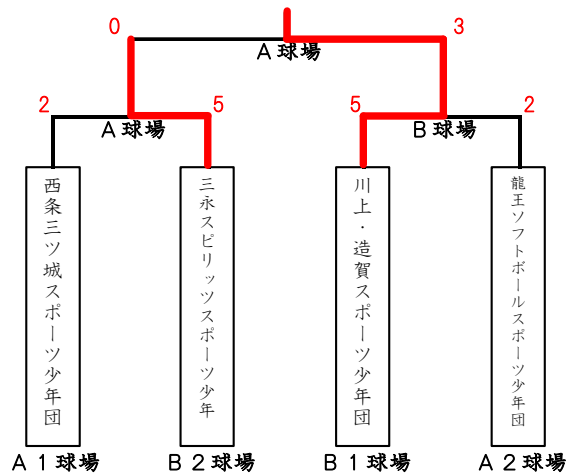 0
3
A球場
2
5
5
2
A球場
B球場
西条三ツ城スポーツ少年団
三永スピリッツスポーツ少年
川上・造賀スポーツ少年団
龍王ソフトボールスポーツ少年団
A1球場
B2球場
B1球場
A2球場